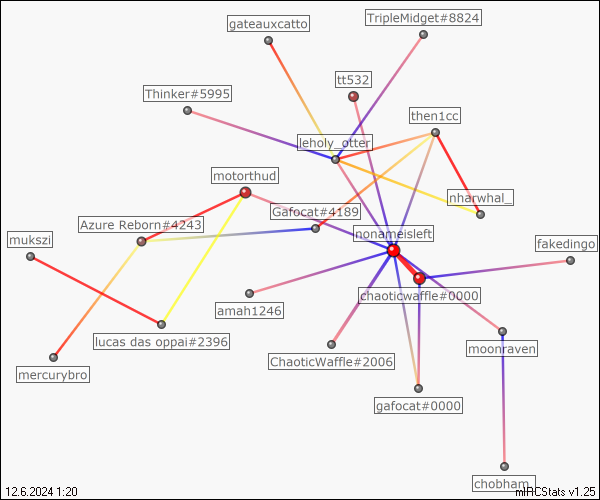 gateauxcatto
TripleMidget#8824
tt532
Thinker#5995
then1cc
leholy_otter
motorthud
nharwhal_
Gafocat#4189
Azure Reborn#4243
nonameisleft
mukszi
fakedingo
chaoticwaffle#0000
amah1246
lucas das oppai#2396
moonraven
ChaoticWaffle#2006
mercurybro
gafocat#0000
chobham_
12.6.2024 1:20
mIRCStats v1.25